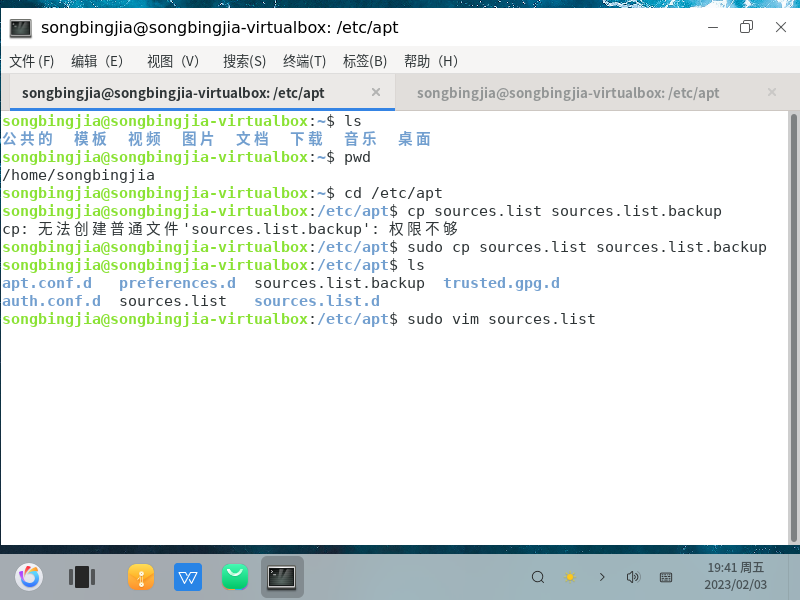 songbingjia@songbingjia-virtualbox: /etc/apt
文件 (F) 编辑（E） 视图（V） 搜索(S) 终端(T) 标签(B) 帮助（H）
songbingjia@songbingjia-virtualbox: /etc/apt songbingjia@songbingjia-virtualbox: /etc/apt
songbingjia@songbingjia-virtualbox:~$ ls
公共的 模板 视频 图片 文档 下载 音乐 桌面
songbingjia@songbingjia-virtualbox:~$ pwd
/home/songbingjia
songbingjia@songbingjia-virtualbox:~$ cd /etc/apt
songbingjia@songbingjia-virtualbox:/etc/apt$ cp sources.list sources.list.backup
cp: 无法创建普通文件'sources.list.backup': 权限不够
songbingjia@songbingjia-virtualbox:/etc/apt$ sudo cp sources.list sources.list.backup
songbingjia@songbingjia-virtualbox:/etc/apt$ ls
apt.conf.d preferences.d sources.list.backup trusted.gpg.d
auth.conf.d sources.list sources.list.d
songbingjia@songbingjia-virtualbox:/etc/apt$ sudo vim sources.list
19:41 周五
2023/02/03